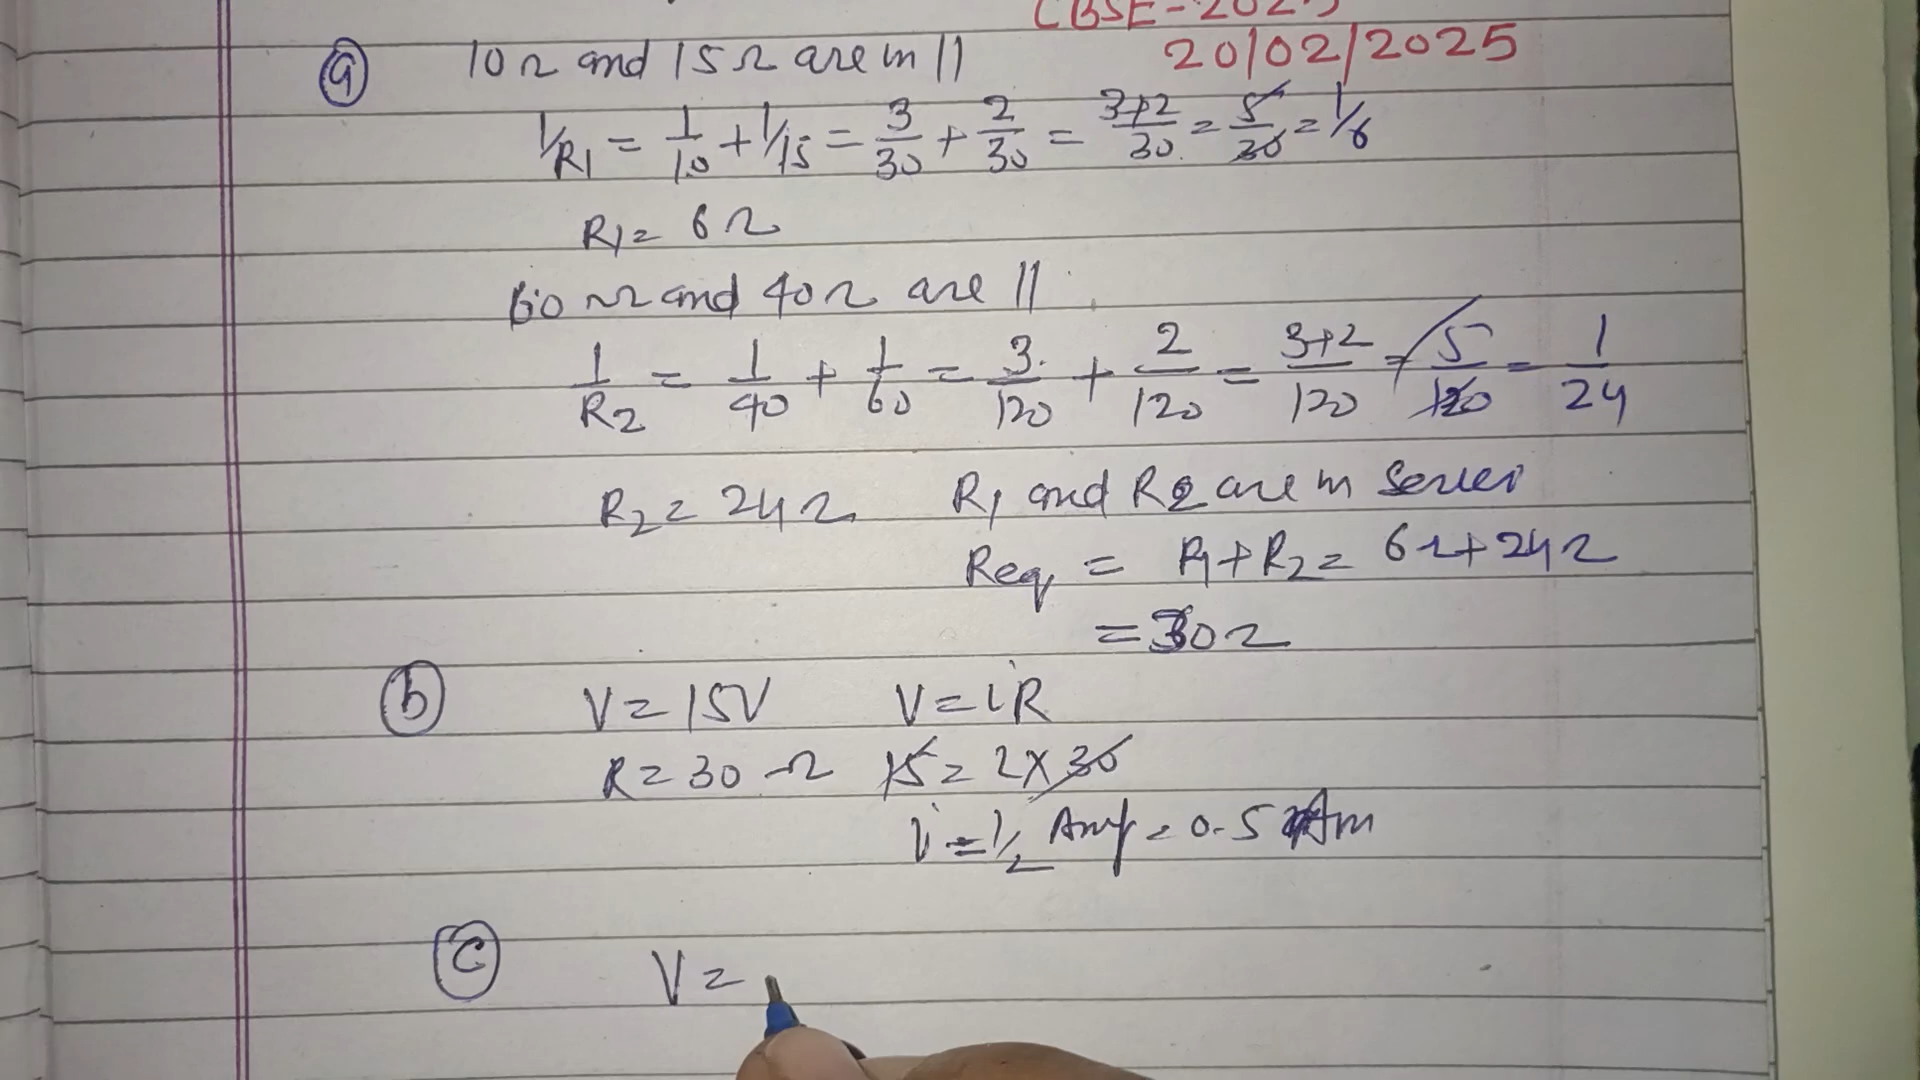 CBSE-2025
20/02/2025
(a) 10Ω and 15Ω are in ||
1/R1 = 1/10 + 1/15 = 3/30 + 2/30 = 3+2/30 = 5/30 = 1/6
R1 = 6Ω
60Ω and 40Ω are ||
1/R2 = 1/40 + 1/60 = 3/120 + 2/120 = 3+2/120 = 5/120 = 1/24
R2 = 24Ω R1 and R2 are in Series
Req = R1+R2 = 6Ω+24Ω
= 30Ω
(b) V=15V V=iR
R=30Ω 15=2×30
i=1/2 Amp = 0.5 Am
(c) V=